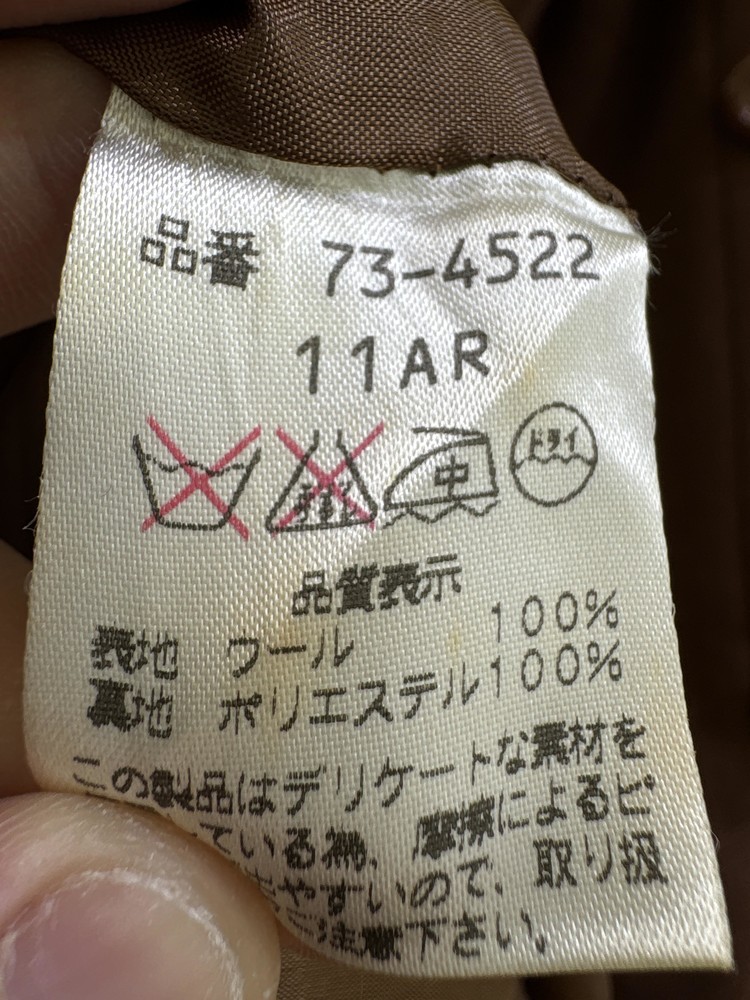 品番 73-4522
11AR
中 ドライ
品質表示
表地 ウール 100%
裏地 ポリエステル 100%
この製品はデリケートな素材を
ている為、摩擦によるピ
やすいので、取り扱
ご注意下さい。